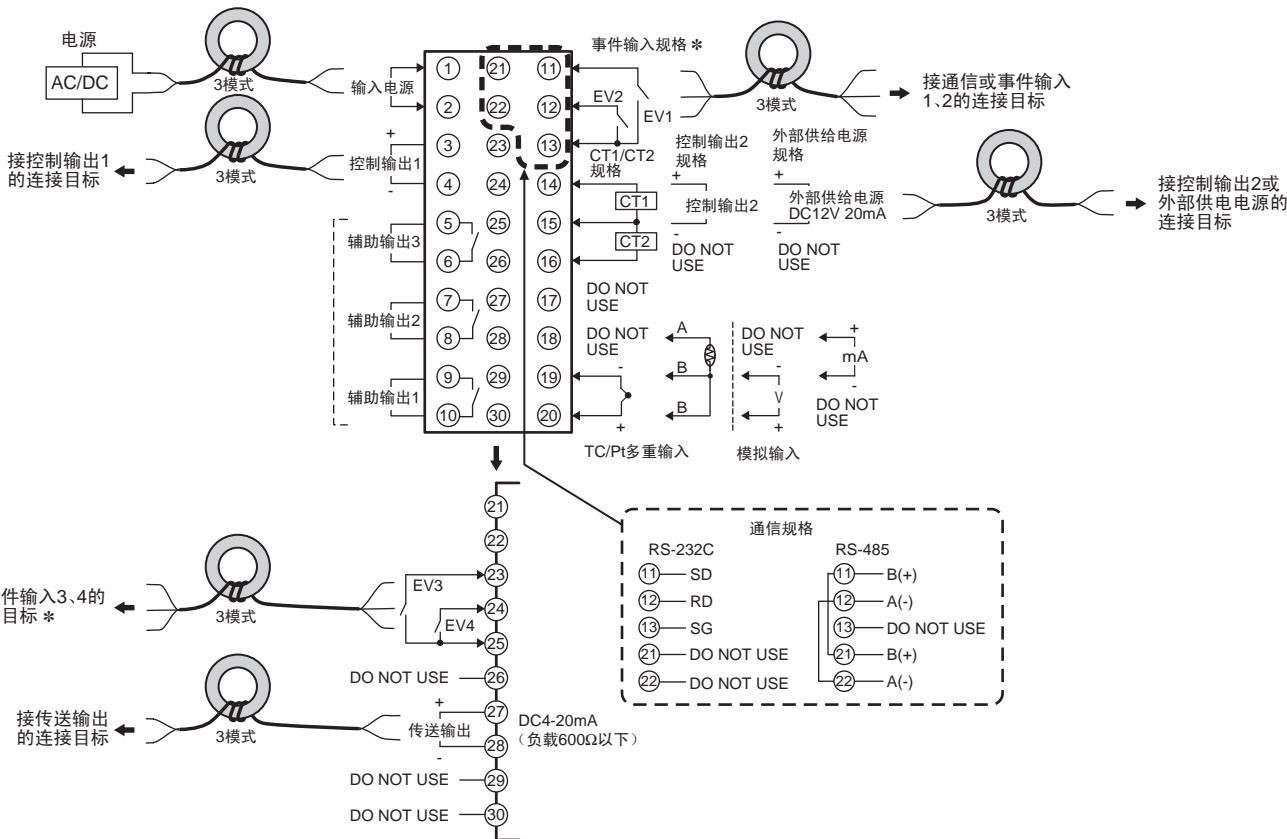 电源
AC/DC
3模式
输入电源
接控制输出1
的连接目标
3模式
+
控制输出1
-
辅助输出3
辅助输出2
辅助输出1
1 21 11
2 22 12
3 23 13
4 24 14
5 25 15
6 26 16
7 27 17
8 28 18
9 29 19
10 30 20
事件输入规格*
EV2
EV1
3模式
接通信或事件输入
1、2的连接目标
CT1/CT2
规格
CT1
CT2
控制输出2
规格
+
控制输出2
-
DO NOT
USE
外部供给电源
规格
+
外部供给电源
DC12V 20mA
-
DO NOT
USE
3模式
接控制输出2或
外部供电电源的
连接目标
DO NOT
USE
DO NOT
USE
-
+
A
B
B
TC/Pt多重输入
DO NOT
USE
-
V
+
+
mA
-
DO NOT
USE
模拟输入
21
22
23
24
25
26
27
28
29
30
件输入3、4的
目标*
3模式
EV3
EV4
DO NOT USE
接传送输出
的连接目标
3模式
+
传送输出
-
DC4-20mA
（负载600Ω以下）
DO NOT USE
DO NOT USE
通信规格
RS-232C
11 SD
12 RD
13 SG
21 DO NOT USE
22 DO NOT USE
RS-485
11 B(+)
12 A(-)
13 DO NOT USE
21 B(+)
22 A(-)